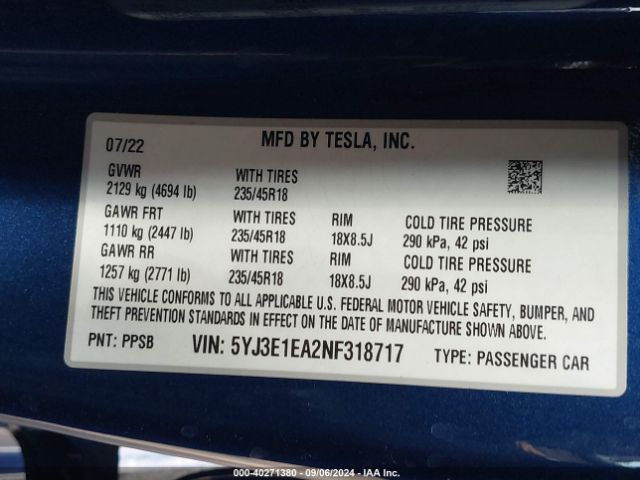 07/22 MFD BY TESLA, INC.
GVWR WITH TIRES
2129 kg (4694 lb) 235/45R18
GAWR FRT WITH TIRES RIM COLD TIRE PRESSURE
1110 kg (2447 lb) 235/45R18 18X8.5J 290 kPa, 42 psi
GAWR RR WITH TIRES RIM COLD TIRE PRESSURE
1257 kg (2771 lb) 235/45R18 18X8.5J 290 kPa, 42 psi
THIS VEHICLE CONFORMS TO ALL APPLICABLE U.S. FEDERAL MOTOR VEHICLE SAFETY, BUMPER, AND
THEFT PREVENTION STANDARDS IN EFFECT ON THE DATE OF MANUFACTURE SHOWN ABOVE.
PNT: PPSB VIN: 5YJ3E1EA2NF318717 TYPE: PASSENGER CAR
000-40271380 - 09/06/2024 - IAA Inc.